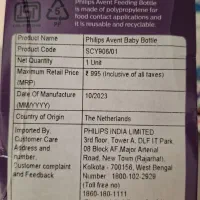 Philips Avent Feeding Bottle
is made of polypropylene for
food contact applications and
it is reusable and recyclable.
Product Name Philips Avent Baby Bottle
Product Code SCY906/01
Net Quantity 1 Unit
Maximum Retail Price ₹ 995 (Inclusive of all taxes)
(MRP)
Date Of Manufacture 10/2023
(MM/YYYY)
Country of Origin The Netherlands
Imported By, PHILIPS INDIA LIMITED
Customer Care 3rd floor, Tower A, DLF IT Park,
Address and 08 Block AF, Major Arterial
number. Road, New Town (Rajarhat),
Customer complaint Kolkata - 700156, West Bengal
and Feedback Number 1800-102-2929
(Toll free no)
1860-180-1111